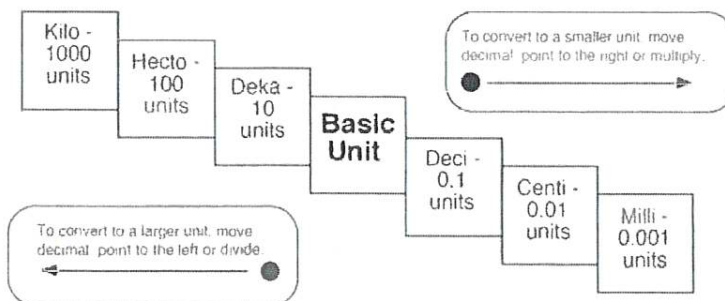 Kilo -
1000
units
Hecto -
100
units
Deka -
10
units
Basic
Unit
Deci -
0.1
units
Centi -
0.01
units
Milli -
0.001
units
To convert to a smaller unit, move
decimal point to the right or multiply.
To convert to a larger unit, move
decimal point to the left or divide.